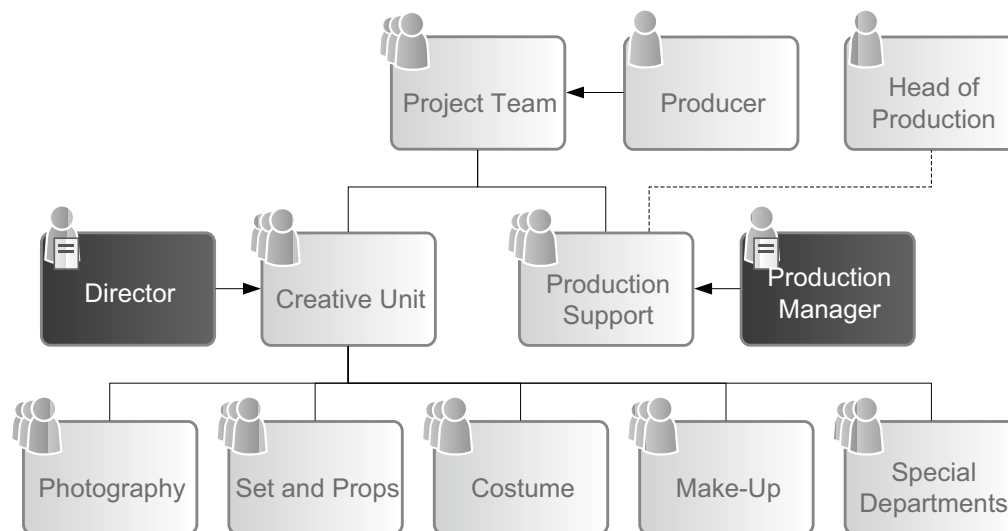 Project Team
Producer
Head of
Production
Director
Creative Unit
Production
Support
Production
Manager
Photography
Set and Props
Costume
Make-Up
Special
Departments